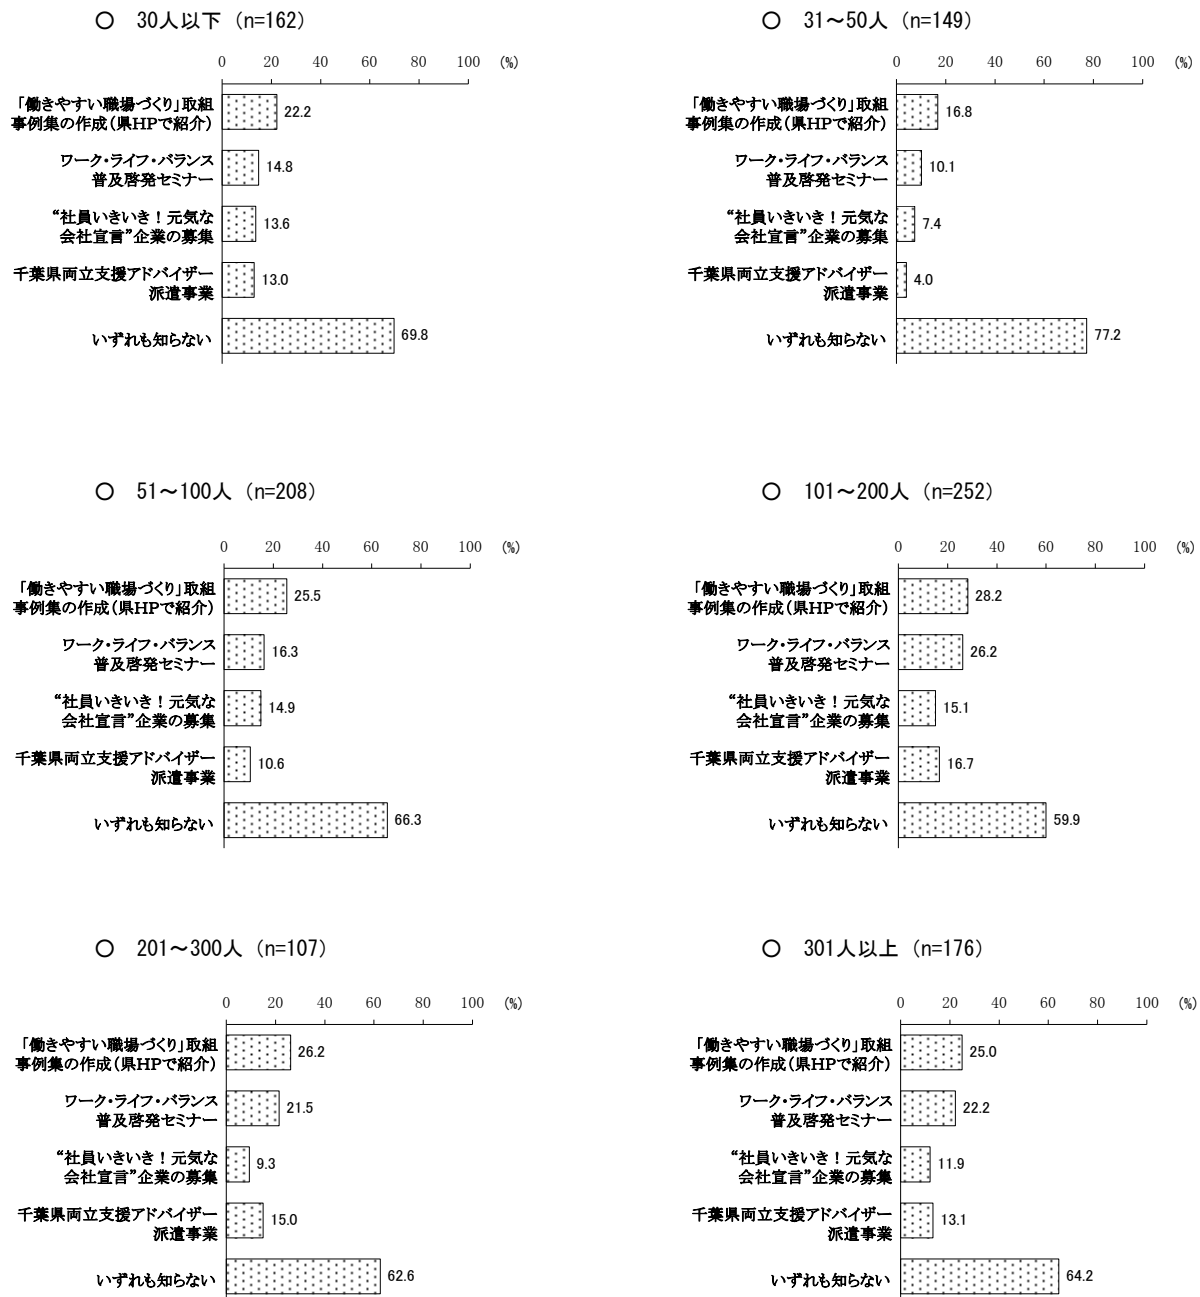 ○ 30人以下（n=162）
0 20 40 60 80 100 (%)
「働きやすい職場づくり」取組
事例集の作成（県HPで紹介）
22.2
ワーク・ライフ・バランス
普及啓発セミナー
14.8
“社員いきいき！元気な
会社宣言”企業の募集
13.6
千葉県両立支援アドバイザー
派遣事業
13.0
いずれも知らない
69.8
○ 31～50人（n=149）
0 20 40 60 80 100 (%)
「働きやすい職場づくり」取組
事例集の作成（県HPで紹介）
16.8
ワーク・ライフ・バランス
普及啓発セミナー
10.1
“社員いきいき！元気な
会社宣言”企業の募集
7.4
千葉県両立支援アドバイザー
派遣事業
4.0
いずれも知らない
77.2
○ 51～100人（n=208）
0 20 40 60 80 100 (%)
「働きやすい職場づくり」取組
事例集の作成（県HPで紹介）
25.5
ワーク・ライフ・バランス
普及啓発セミナー
16.3
“社員いきいき！元気な
会社宣言”企業の募集
14.9
千葉県両立支援アドバイザー
派遣事業
10.6
いずれも知らない
66.3
○ 101～200人（n=252）
0 20 40 60 80 100 (%)
「働きやすい職場づくり」取組
事例集の作成（県HPで紹介）
28.2
ワーク・ライフ・バランス
普及啓発セミナー
26.2
“社員いきいき！元気な
会社宣言”企業の募集
15.1
千葉県両立支援アドバイザー
派遣事業
16.7
いずれも知らない
59.9
○ 201～300人（n=107）
0 20 40 60 80 100 (%)
「働きやすい職場づくり」取組
事例集の作成（県HPで紹介）
26.2
ワーク・ライフ・バランス
普及啓発セミナー
21.5
“社員いきいき！元気な
会社宣言”企業の募集
9.3
千葉県両立支援アドバイザー
派遣事業
15.0
いずれも知らない
62.6
○ 301人以上（n=176）
0 20 40 60 80 100 (%)
「働きやすい職場づくり」取組
事例集の作成（県HPで紹介）
25.0
ワーク・ライフ・バランス
普及啓発セミナー
22.2
“社員いきいき！元気な
会社宣言”企業の募集
11.9
千葉県両立支援アドバイザー
派遣事業
13.1
いずれも知らない
64.2